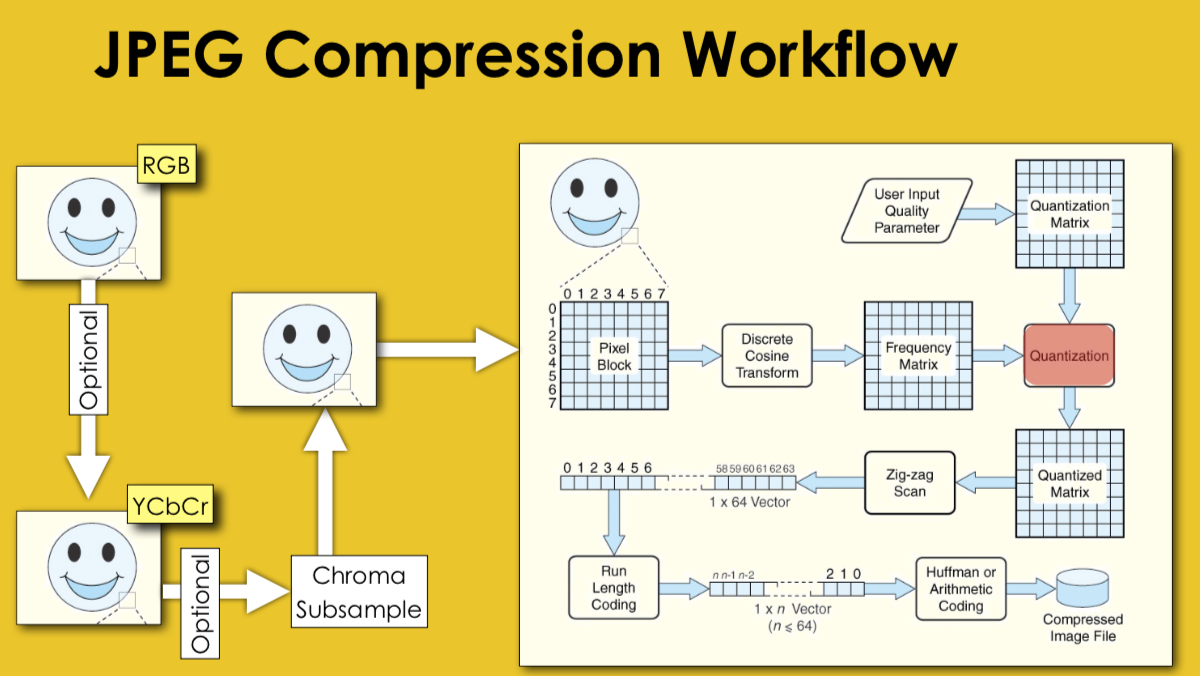 JPEG Compression Workflow
RGB
Optional
YCbCr
Optional
Chroma
Subsample
User Input
Quality
Parameter
Quantization
Matrix
0 1 2 3 4 5 6 7
0
1
2
3
4
5
6
7
Pixel
Block
Discrete
Cosine
Transform
Frequency
Matrix
Quantization
0 1 2 3 4 5 6
58 59 60 61 62 63
1 x 64 Vector
Zig-zag
Scan
Quantized
Matrix
Run
Length
Coding
n n-1 n-2
2 1 0
1 x n Vector
(n ⩽ 64)
Huffman or
Arithmetic
Coding
Compressed
Image File